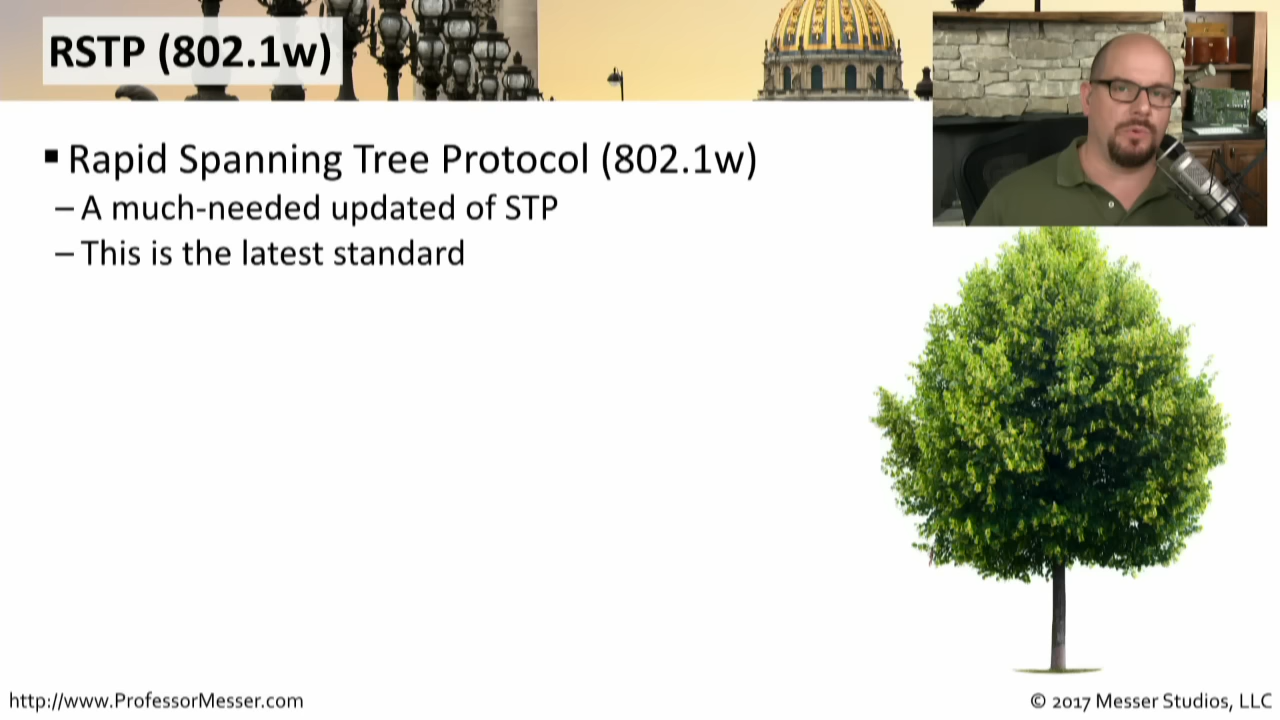 RSTP (802.1w)
▪ Rapid Spanning Tree Protocol (802.1w)
– A much-needed updated of STP
– This is the latest standard
http://www.ProfessorMesser.com
© 2017 Messer Studios, LLC